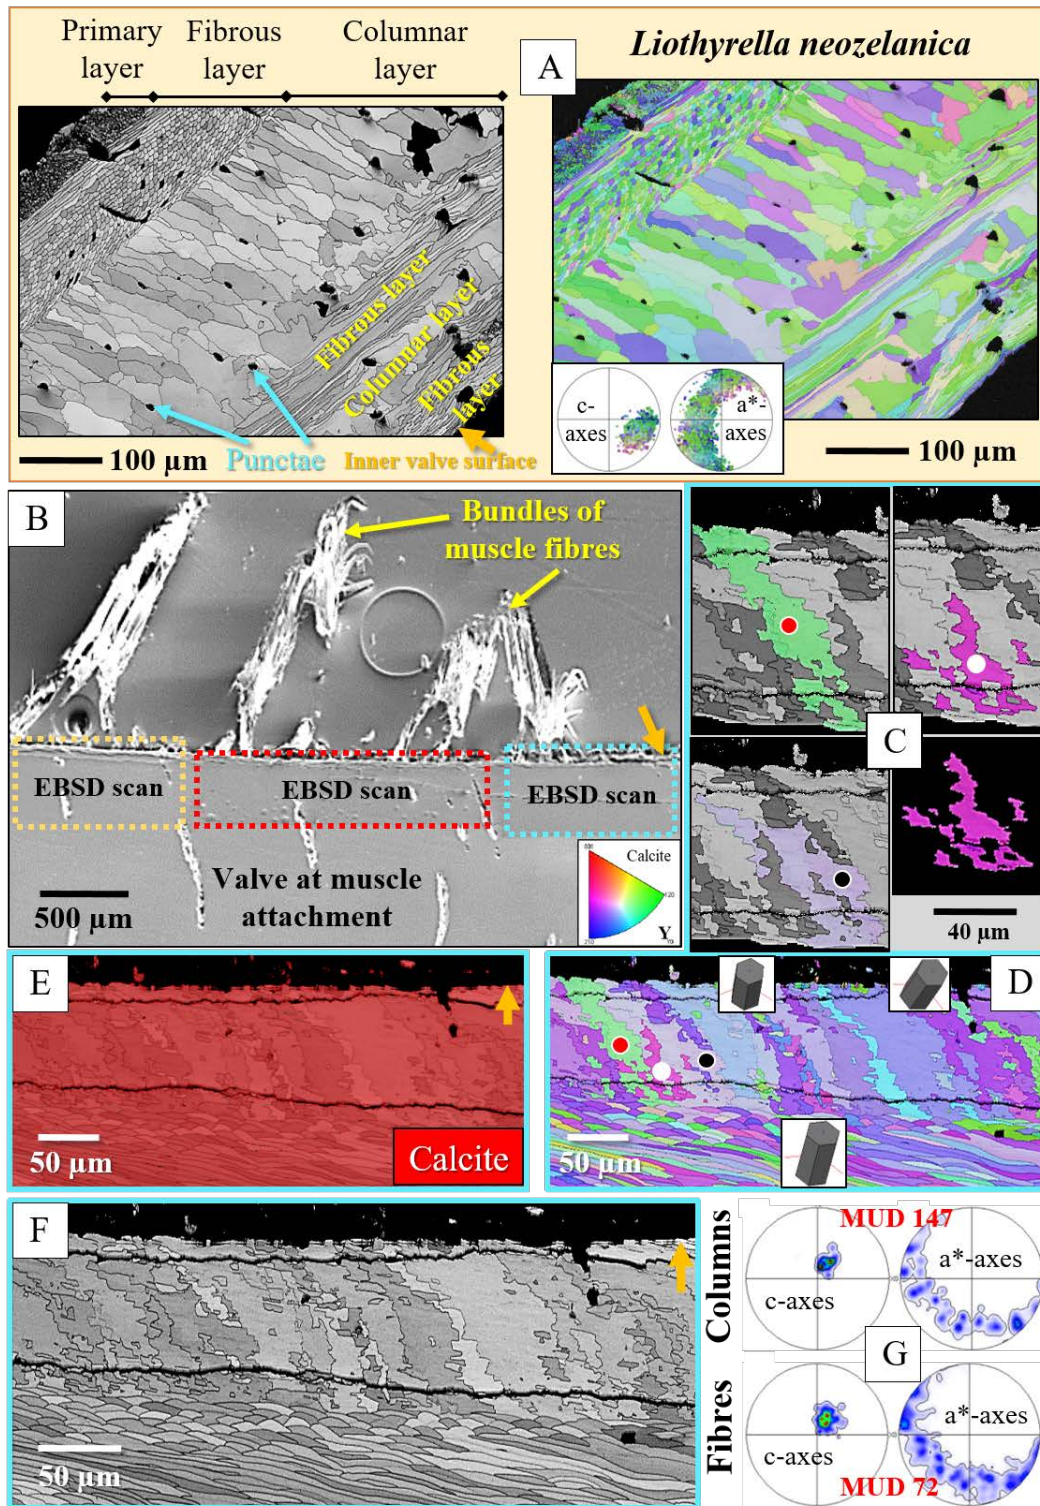 Primary
layer
Fibrous
layer
Columnar
layer
A
Liothyrella neozelanica
Fibrous layer
Columnar layer
Fibrous
layer
c-
axes
a*-
axes
100 µm
Punctae
Inner valve surface
100 µm
B
Bundles of
muscle fibres
EBSD scan
EBSD scan
EBSD scan
Valve at muscle
attachment
500 µm
Calcite
Y
C
40 µm
E
50 µm
Calcite
D
50 µm
F
50 µm
Columns
MUD 147
c-axes
a*-axes
G
Fibres
c-axes
a*-axes
MUD 72